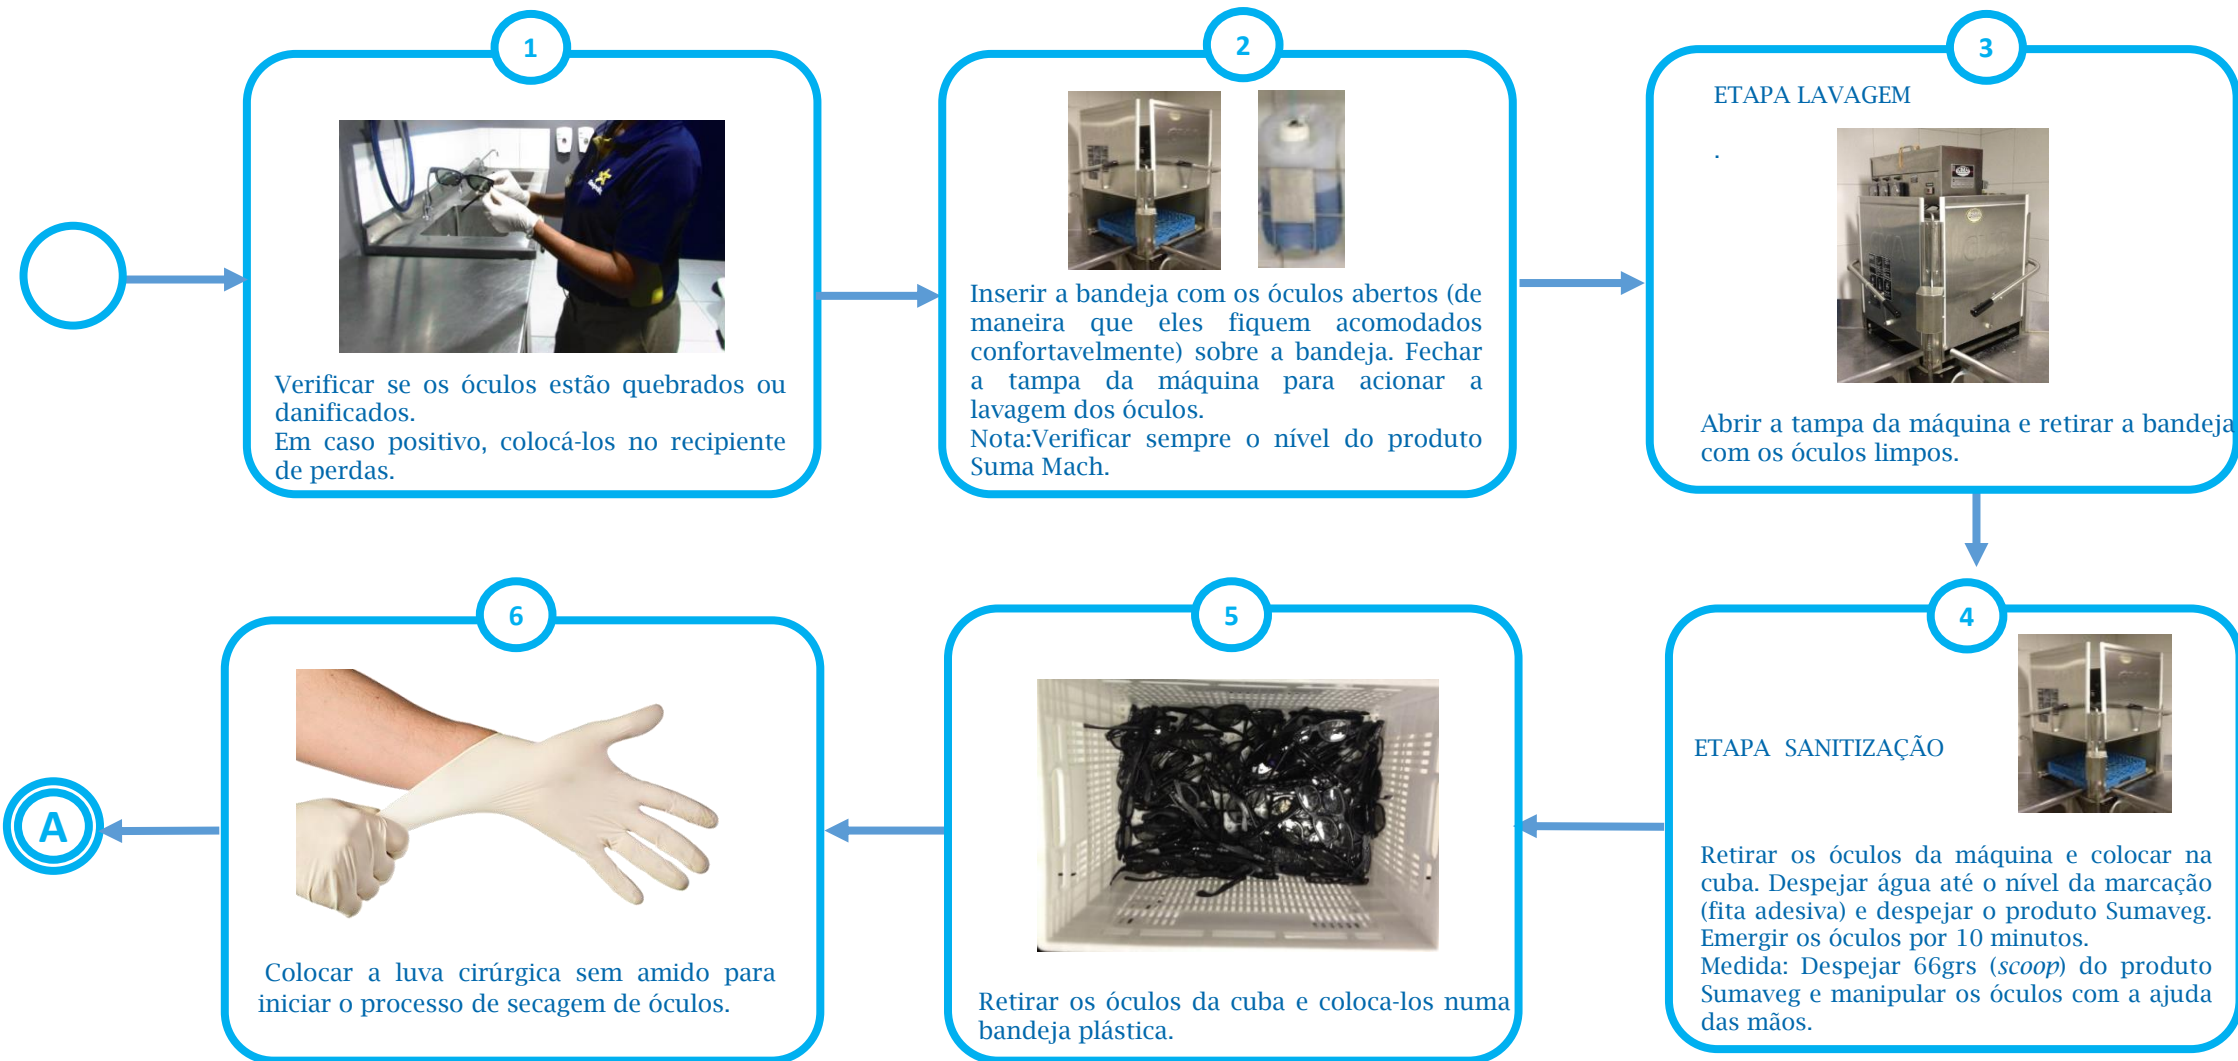 1
Verificar se os óculos estão quebrados ou
danificados.
Em caso positivo, colocá-los no recipiente
de perdas.
2
Inserir a bandeja com os óculos abertos (de
maneira que eles fiquem acomodados
confortavelmente) sobre a bandeja. Fechar
a tampa da máquina para acionar a
lavagem dos óculos.
Nota:Verificar sempre o nível do produto
Suma Mach.
3
ETAPA LAVAGEM
.
Abrir a tampa da máquina e retirar a bandeja
com os óculos limpos.
4
ETAPA SANITIZAÇÃO
Retirar os óculos da máquina e colocar na
cuba. Despejar água até o nível da marcação
(fita adesiva) e despejar o produto Sumaveg.
Emergir os óculos por 10 minutos.
Medida: Despejar 66grs (scoop) do produto
Sumaveg e manipular os óculos com a ajuda
das mãos.
5
Retirar os óculos da cuba e coloca-los numa
bandeja plástica.
6
Colocar a luva cirúrgica sem amido para
iniciar o processo de secagem de óculos.
A